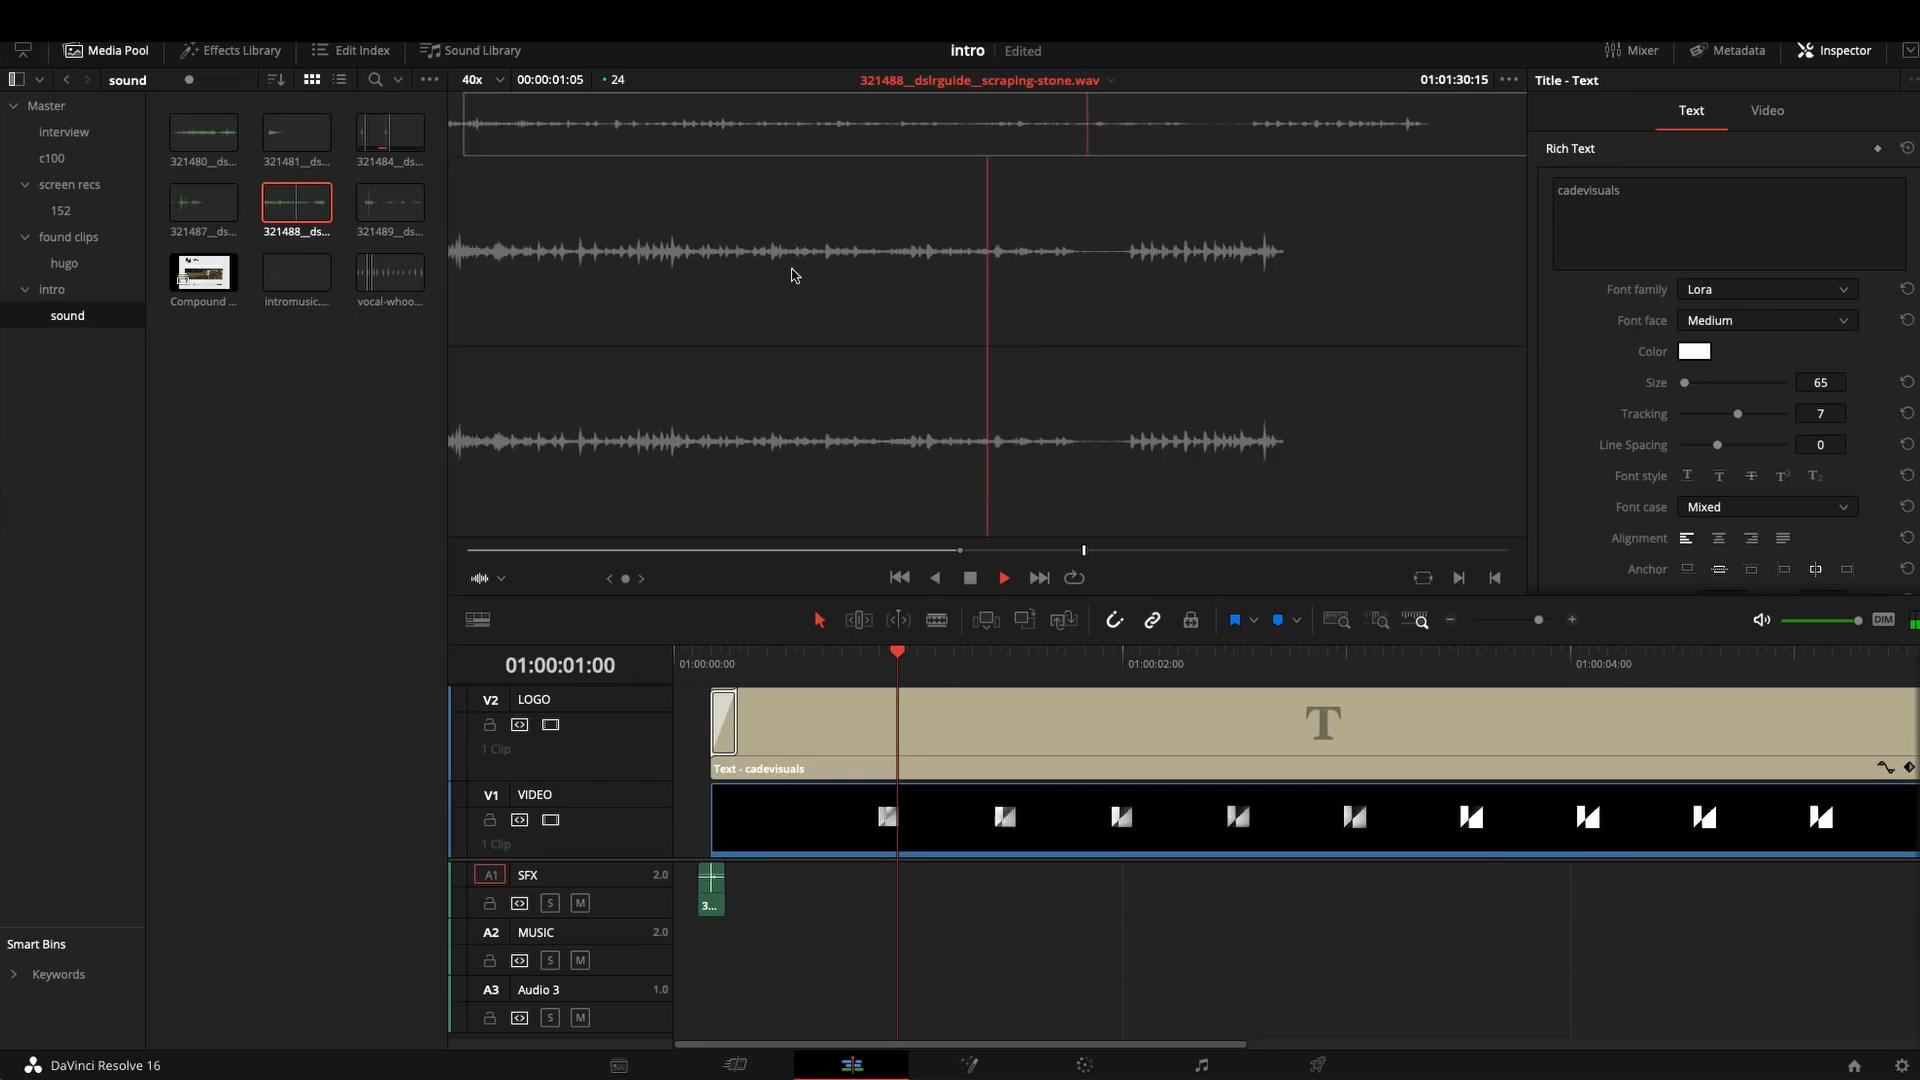 Media Pool Effects Library Edit Index Sound Library intro Edited Mixer Metadata Inspector
sound 40x 00:00:01:05 • 24 321488__dslrguide__scraping-stone.wav 01:01:30:15 ••• Title - Text
Master
interview
c100
screen recs
152
found clips
hugo
intro
sound
321480__ds... 321481__ds... 321484__ds...
321487__ds... 321488__ds... 321489__ds...
Compound ... intromusic.... vocal-whoo...
Text Video
Rich Text
cadevisuals
Font family Lora
Font face Medium
Color
Size 65
Tracking 7
Line Spacing 0
Font style T T T T2 T2
Font case Mixed
Alignment
Anchor
DIM
01:00:01:00 01:00:00:00 01:00:02:00 01:00:04:00
V2 LOGO
1 Clip
T
Text - cadevisuals
V1 VIDEO
1 Clip
A1 SFX 2.0
S M
3...
A2 MUSIC 2.0
S M
A3 Audio 3 1.0
S M
Smart Bins
Keywords
DaVinci Resolve 16